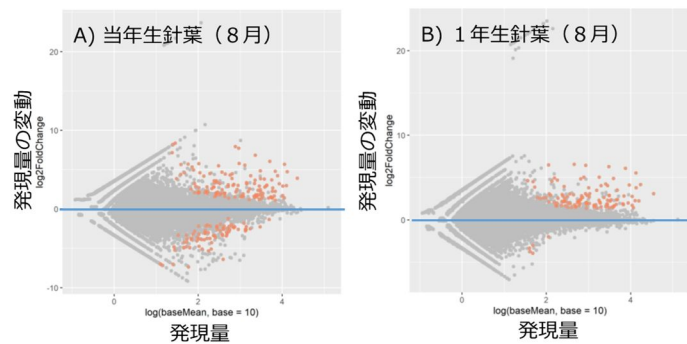 A) 当年生針葉（８月）
発現量の変動
log2FoldChange
20
10
0
-10
0
2
4
log(baseMean, base = 10)
発現量
B) １年生針葉（８月）
発現量の変動
log2FoldChange
20
10
0
0
2
4
log(baseMean, base = 10)
発現量